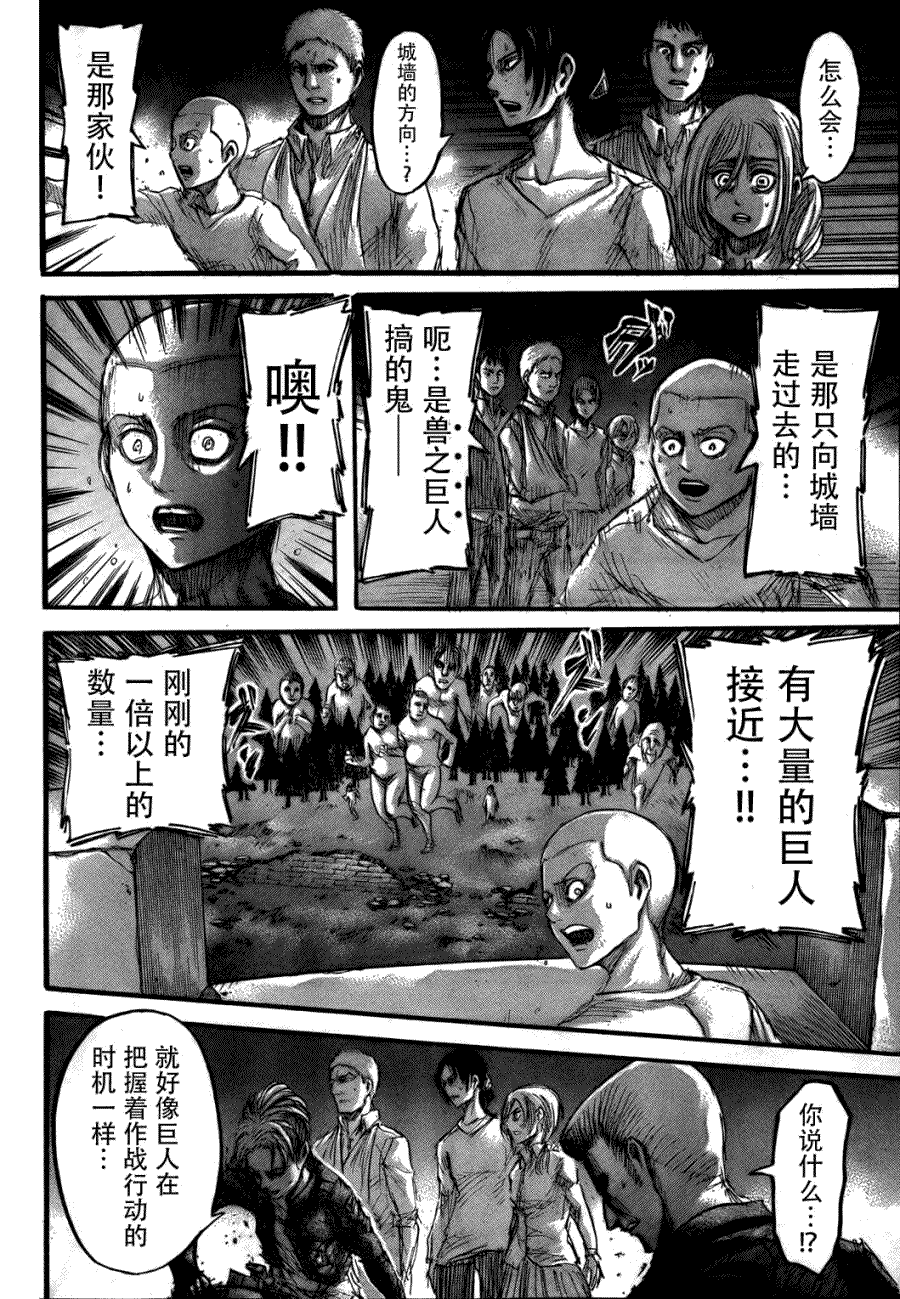 怎么会…
城墙的方向…?
是那家伙!
是那只向城墙
走过去的…
呃…是兽之巨人
搞的鬼——
噢!!
有大量的巨人
接近…!!
刚刚的
一倍以上的
数量…
你说什么…!?
就好像巨人在
把握着作战行动的
时机一样…